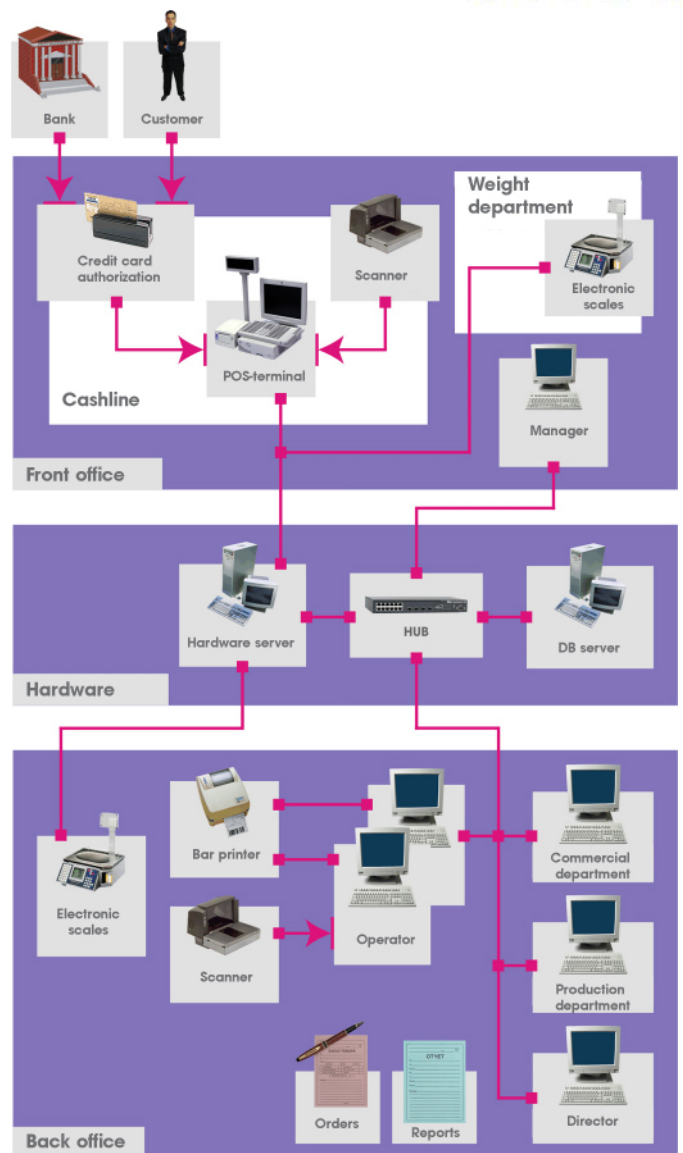 Bank
Customer
Weight
department
Credit card
authorization
Scanner
Electronic
scales
POS-terminal
Cashline
Manager
Front office
Hardware server
HUB
DB server
Hardware
Bar printer
Commercial
department
Electronic
scales
Operator
Scanner
Production
department
ОТЧЕТ
Orders
Reports
Director
Back office